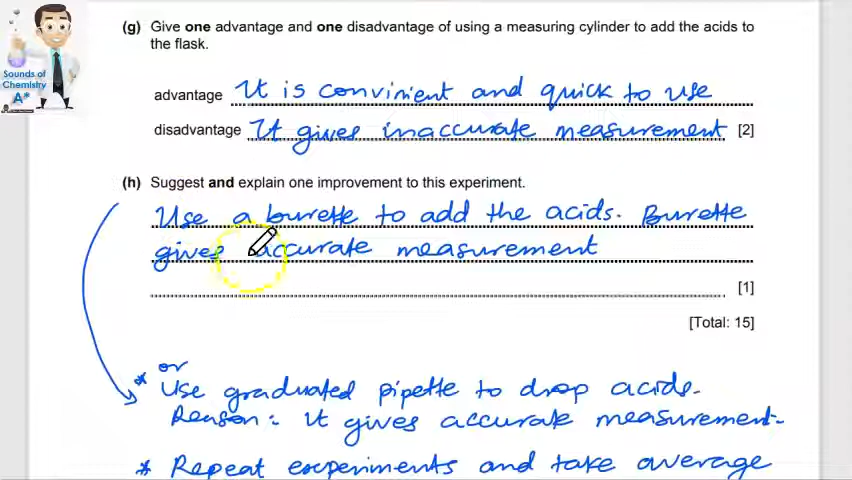 Sounds of
Chemistry
A*
(g) Give one advantage and one disadvantage of using a measuring cylinder to add the acids to
the flask.
advantage It is convinient and quick to use
disadvantage It gives inaccurate measurement [2]
(h) Suggest and explain one improvement to this experiment.
Use a burette to add the acids. Burette
gives accurate measurement
[1]
[Total: 15]
or
* Use graduated pipette to drop acids.
Reason: It gives accurate measurement.
* Repeat experiments and take average